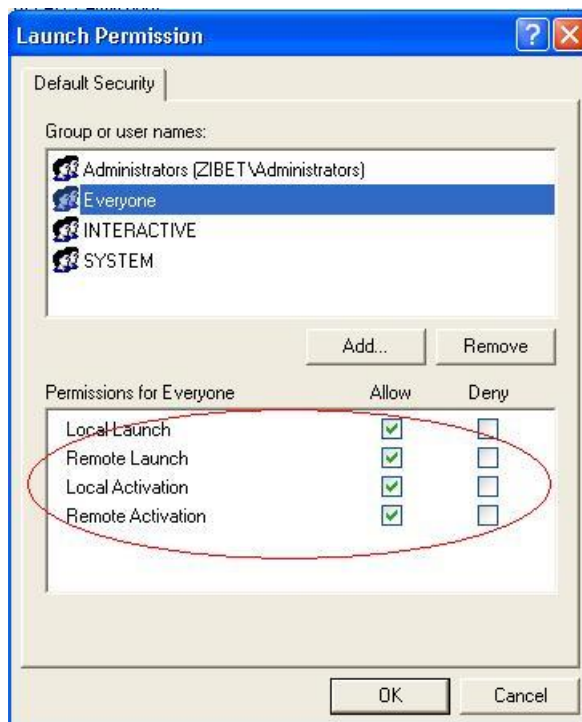 Launch Permission
Default Security
Group or user names:
Administrators (ZIBET\Administrators)
Everyone
INTERACTIVE
SYSTEM
Add... Remove
Permissions for Everyone Allow Deny
Local Launch
Remote Launch
Local Activation
Remote Activation
OK Cancel